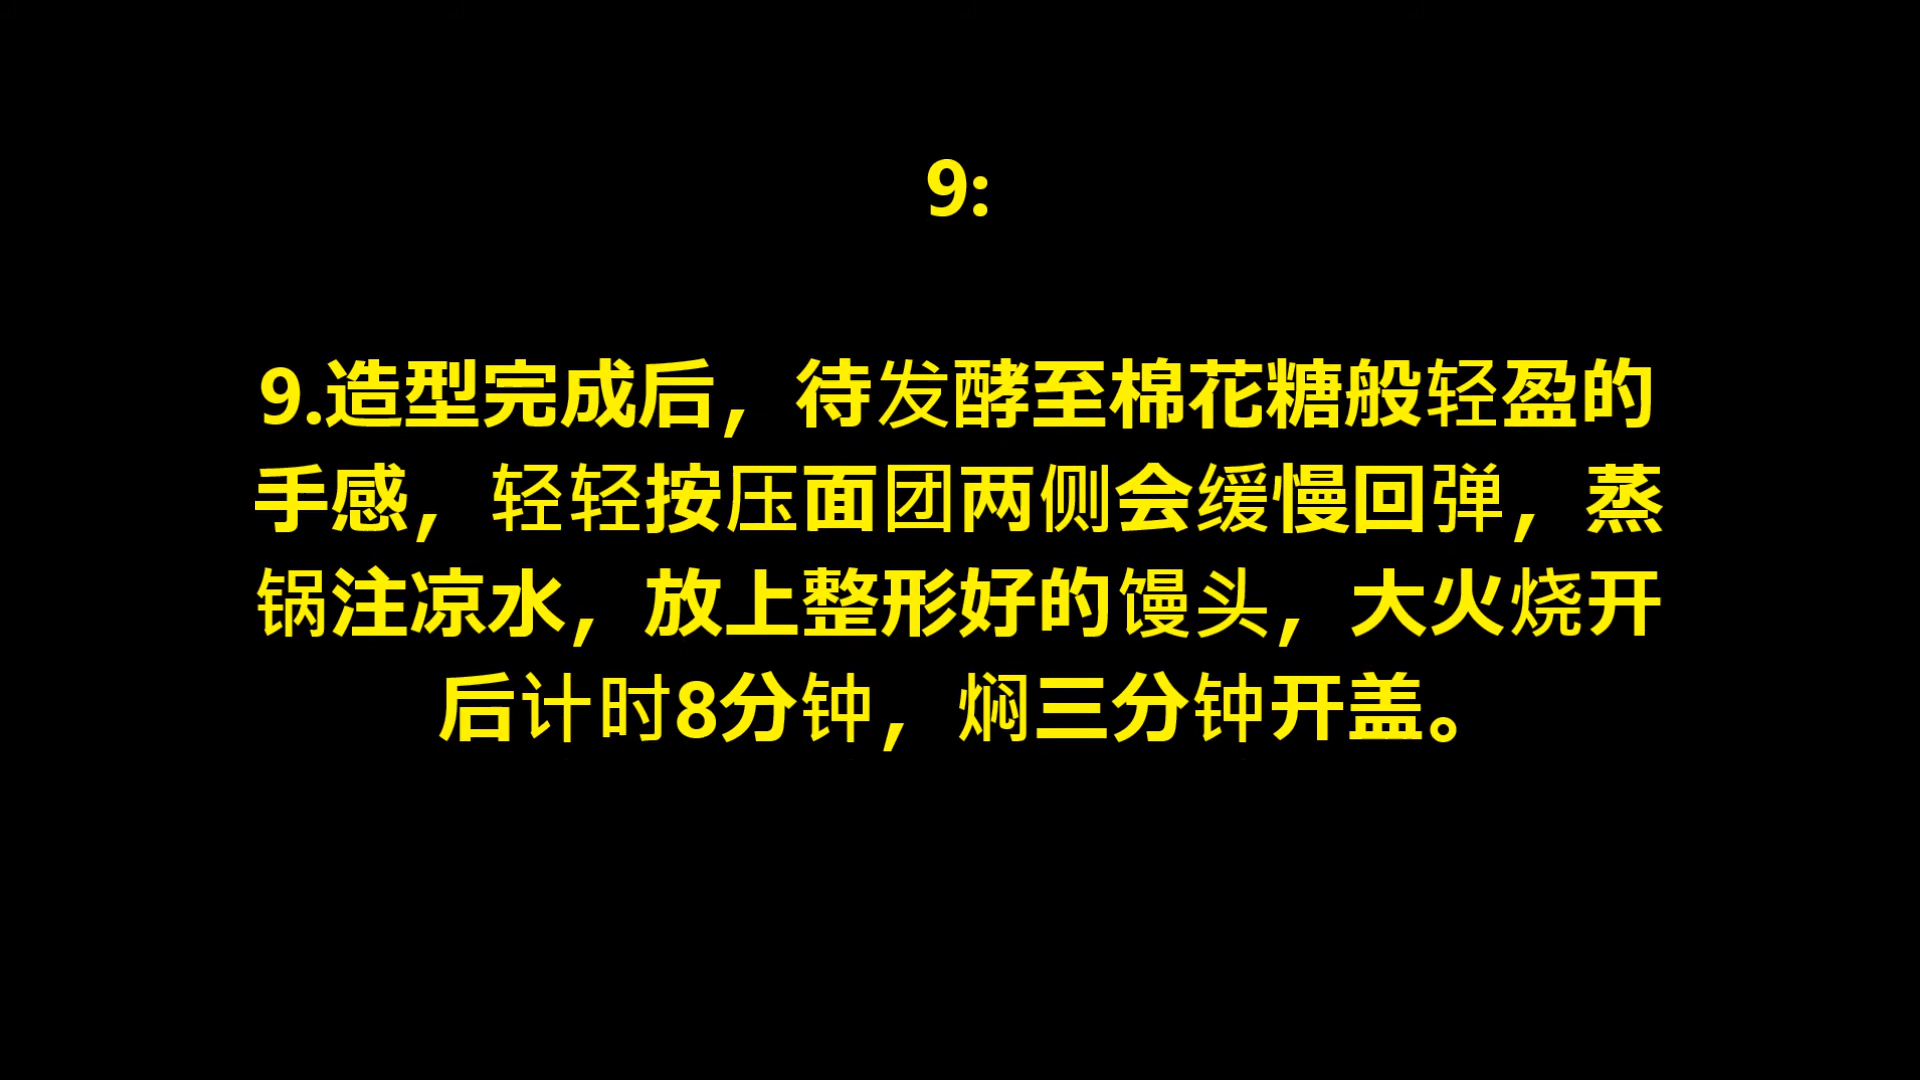 9:
9.造型完成后，待发酵至棉花糖般轻盈的
手感，轻轻按压面团两侧会缓慢回弹，蒸
锅注凉水，放上整形好的馒头，大火烧开
后计时8分钟，焖三分钟开盖。